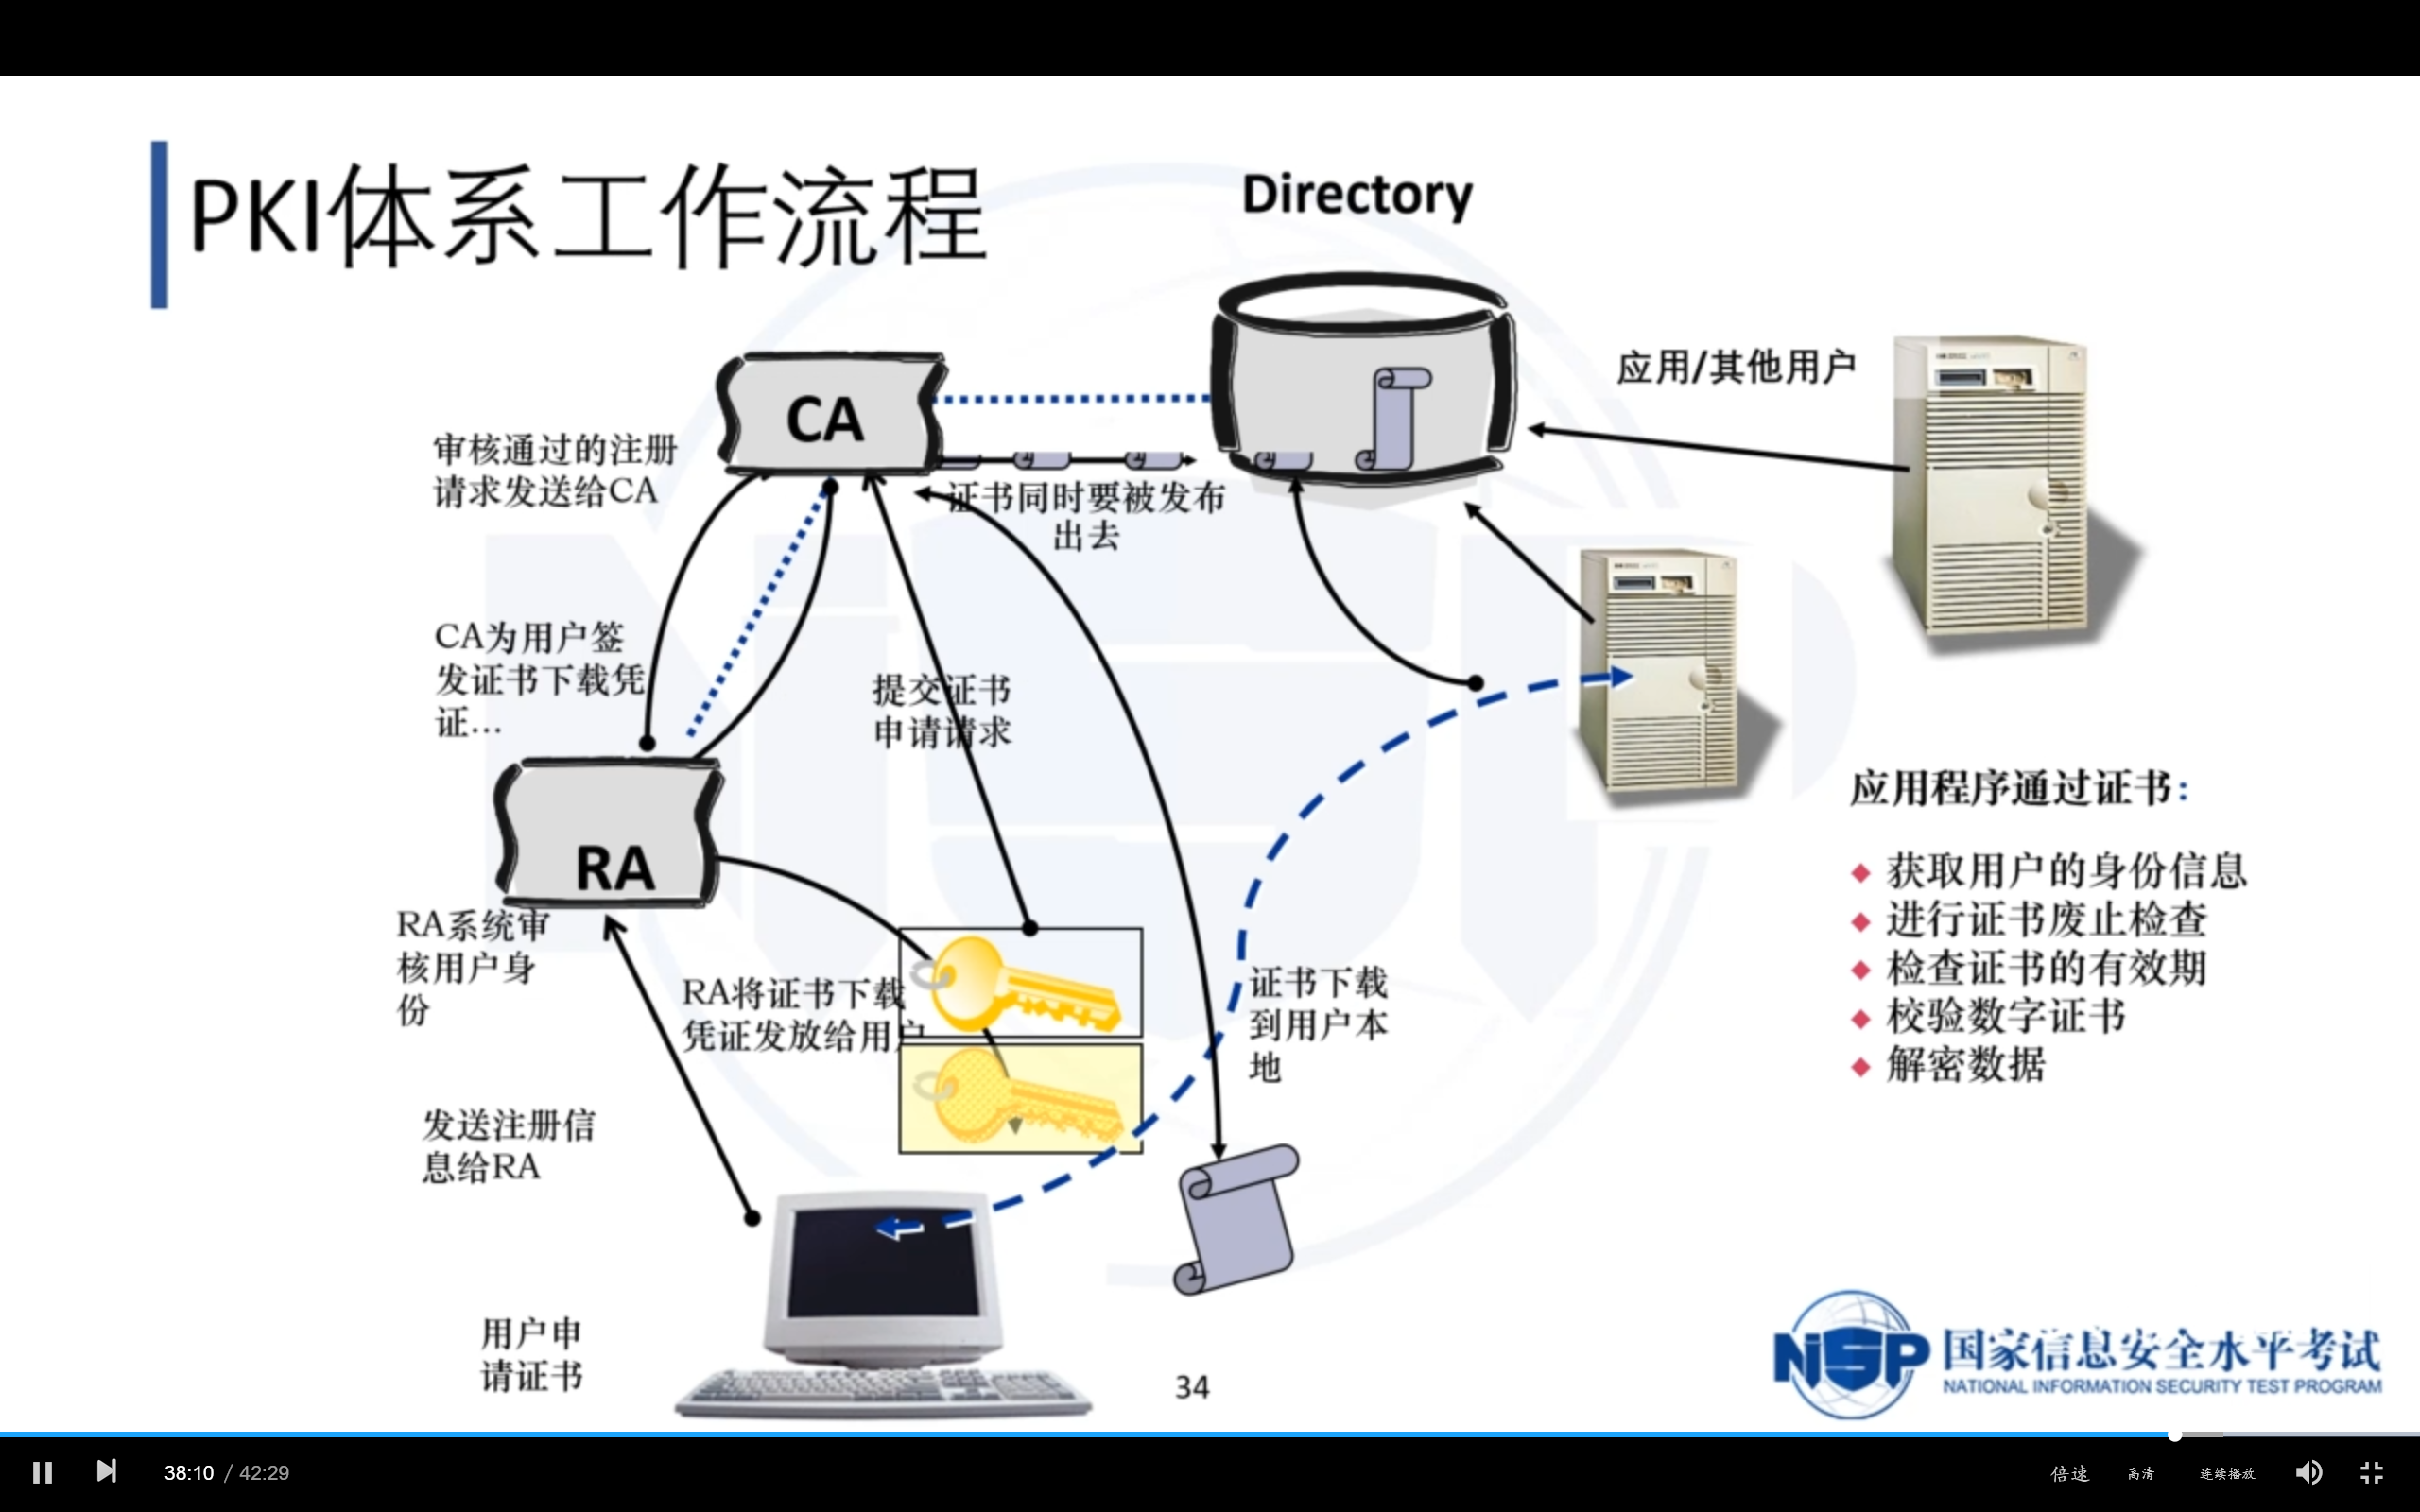 PKI体系工作流程
Directory
应用/其他用户
CA
审核通过的注册
请求发送给CA
证书同时要被发布
出去
CA为用户签
发证书下载凭
证...
提交证书
申请请求
应用程序通过证书:
获取用户的身份信息
进行证书废止检查
检查证书的有效期
校验数字证书
解密数据
RA
RA系统审
核用户身
份
RA将证书下载
凭证发放给用户
证书下载
到用户本
地
发送注册信
息给RA
用户申
请证书
34
NSP
国家信息安全水平考试
NATIONAL INFORMATION SECURITY TEST PROGRAM
38:10 / 42:29
倍速
高清
连续播放